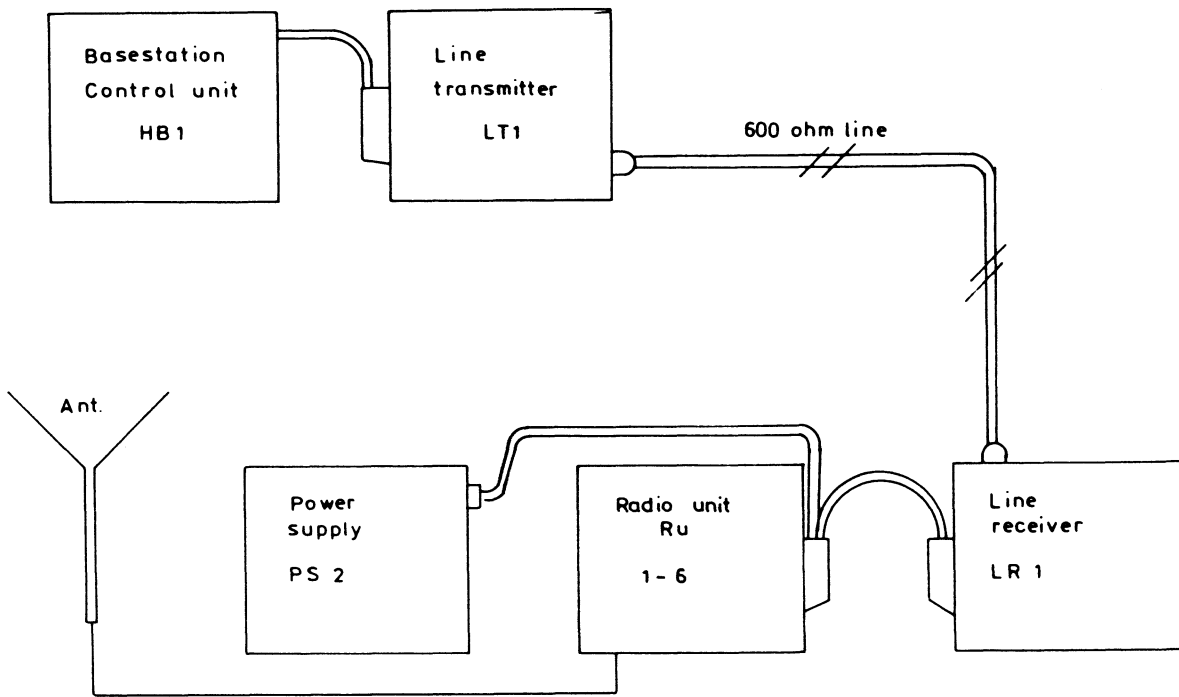 Basestation
Control unit
HB1
Line
transmitter
LT1
600 ohm line
Ant.
Power
supply
PS 2
Radio unit
Ru
1-6
Line
receiver
LR 1